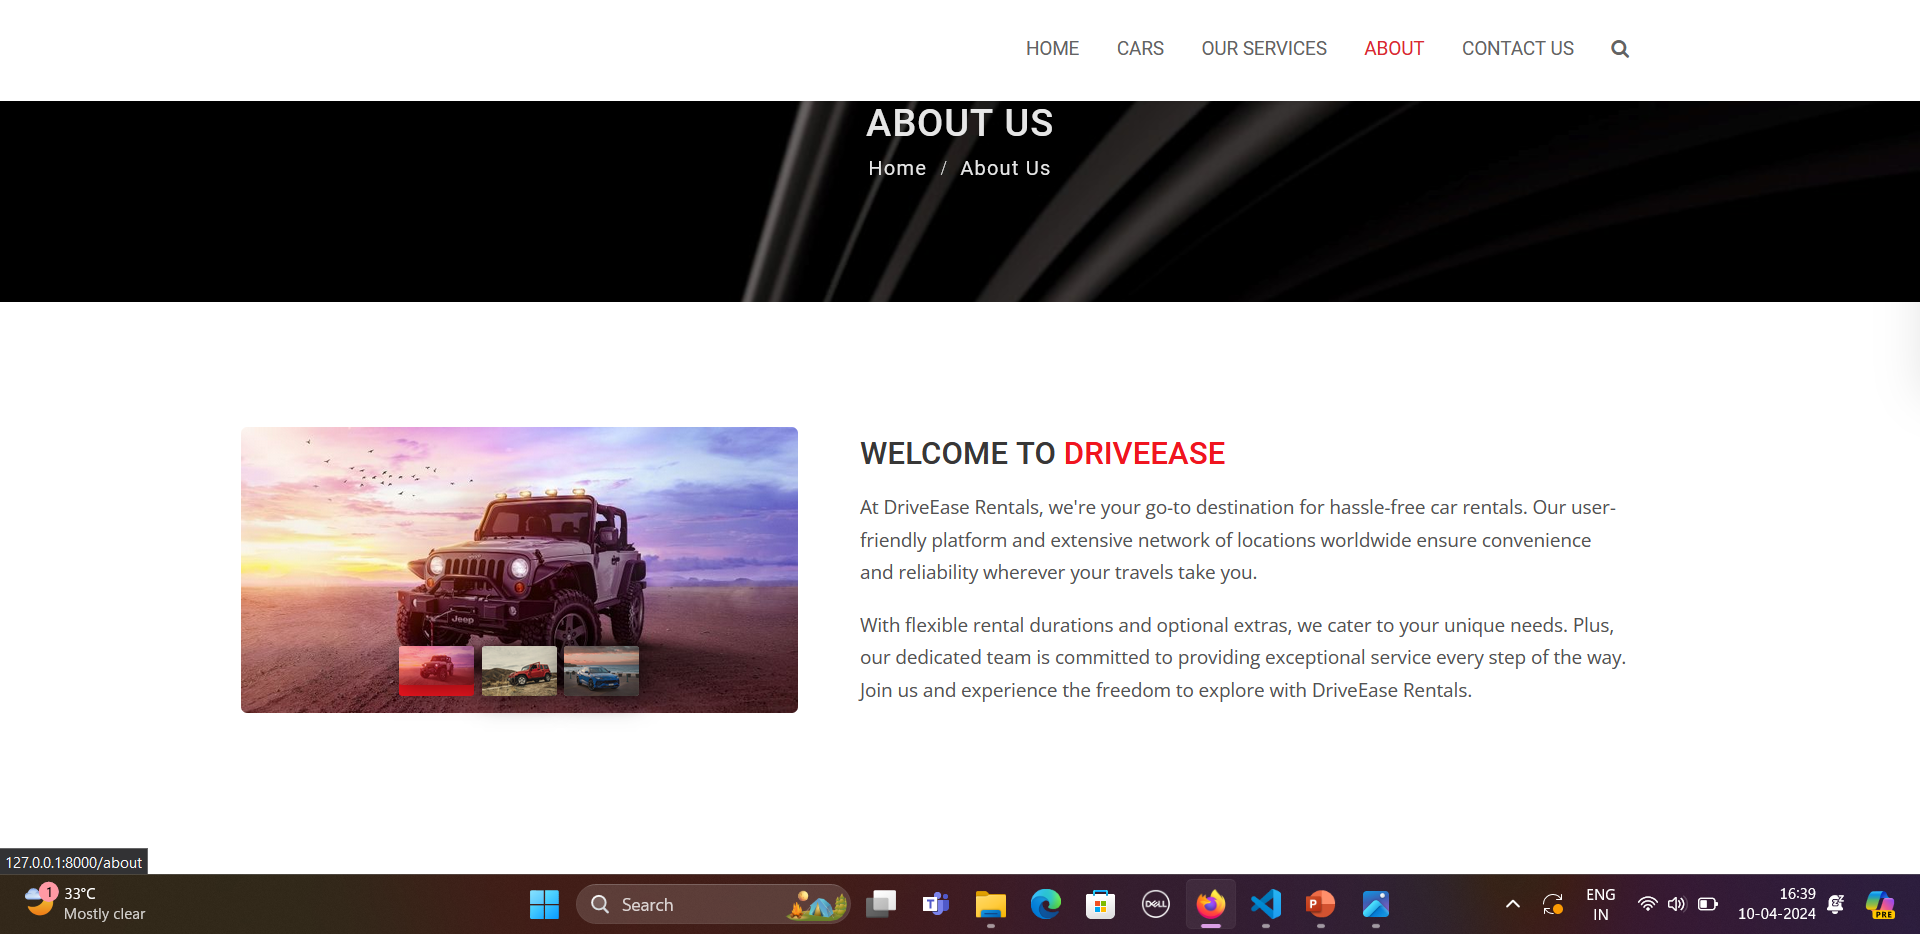 HOME CARS OUR SERVICES ABOUT CONTACT US
ABOUT US
Home / About Us
WELCOME TO DRIVEEASE
At DriveEase Rentals, we're your go-to destination for hassle-free car rentals. Our user-
friendly platform and extensive network of locations worldwide ensure convenience
and reliability wherever your travels take you.
With flexible rental durations and optional extras, we cater to your unique needs. Plus,
our dedicated team is committed to providing exceptional service every step of the way.
Join us and experience the freedom to explore with DriveEase Rentals.
Jeep
127.0.0.1:8000/about
1
33°C
Mostly clear
Search
T
DELL
P
ENG
IN
16:39
10-04-2024
PRE